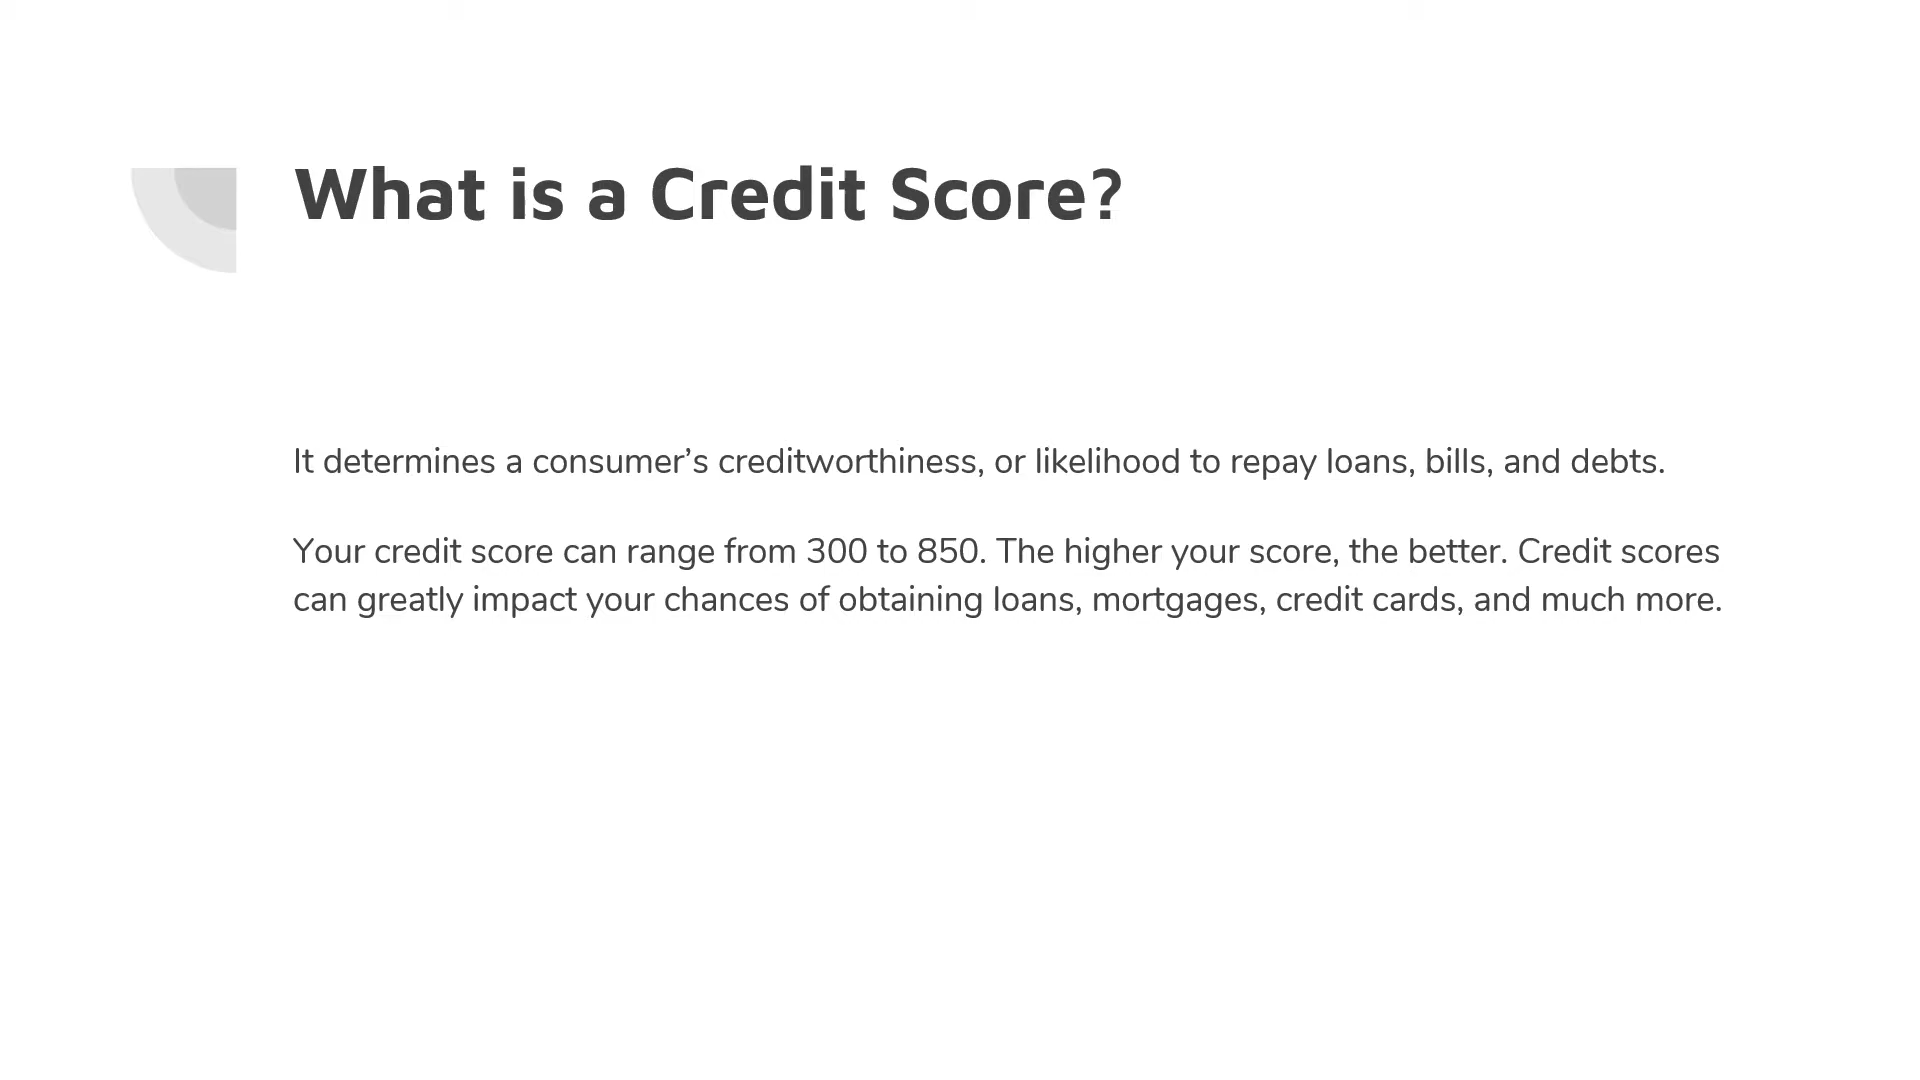 What is a Credit Score?
It determines a consumer’s creditworthiness, or likelihood to repay loans, bills, and debts.
Your credit score can range from 300 to 850. The higher your score, the better. Credit scores
can greatly impact your chances of obtaining loans, mortgages, credit cards, and much more.